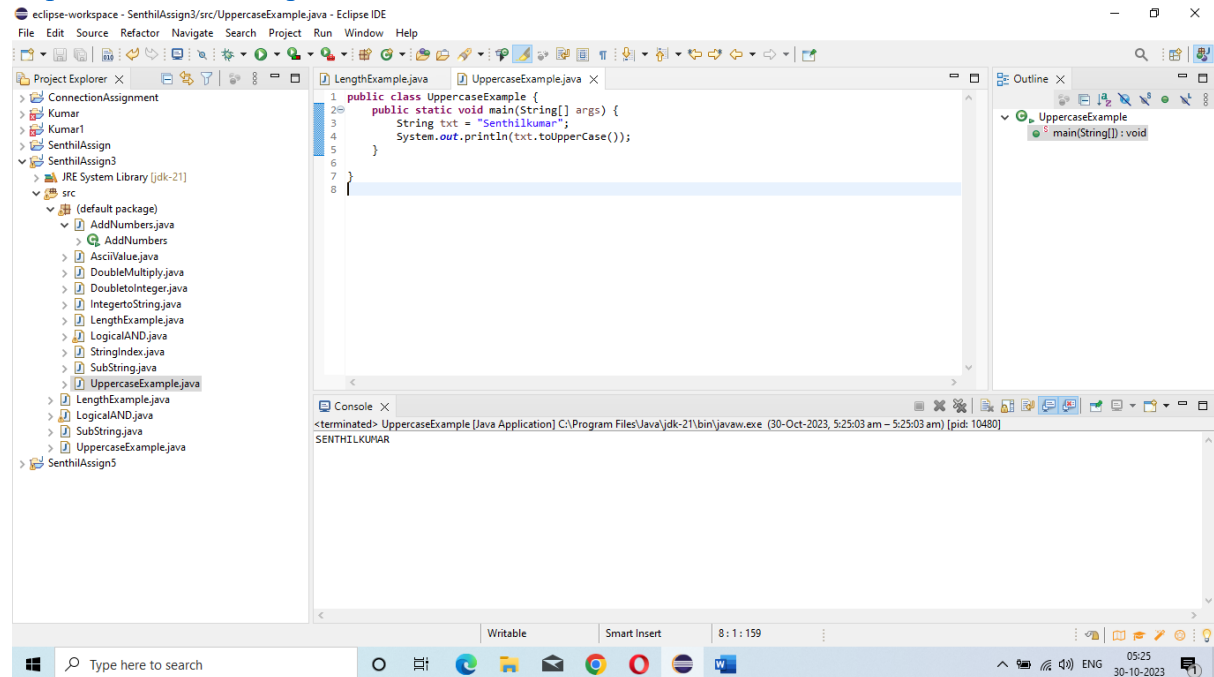 eclipse-workspace - SenthilAssign3/src/UppercaseExample.java - Eclipse IDE
File Edit Source Refactor Navigate Search Project Run Window Help
Project Explorer
ConnectionAssignment
Kumar
Kumar1
SenthilAssign
SenthilAssign3
JRE System Library [jdk-21]
src
(default package)
AddNumbers.java
AddNumbers
AsciiValue.java
DoubleMultiply.java
DoubletoInteger.java
IntegertoString.java
LengthExample.java
LogicalAND.java
StringIndex.java
SubString.java
UppercaseExample.java
LengthExample.java
LogicalAND.java
SubString.java
UppercaseExample.java
SenthilAssign5
LengthExample.java UppercaseExample.java
1 public class UppercaseExample {
2 public static void main(String[] args) {
3 String txt = "Senthilkumar";
4 System.out.println(txt.toUpperCase());
5 }
6
7 }
8
Outline
UppercaseExample
main(String[]) : void
Console
<terminated> UppercaseExample [Java Application] C:\Program Files\Java\jdk-21\bin\javaw.exe (30-Oct-2023, 5:25:03 am – 5:25:03 am) [pid: 10480]
SENTHILKUMAR
Writable Smart Insert 8 : 1 : 159
Type here to search
ENG
05:25
30-10-2023